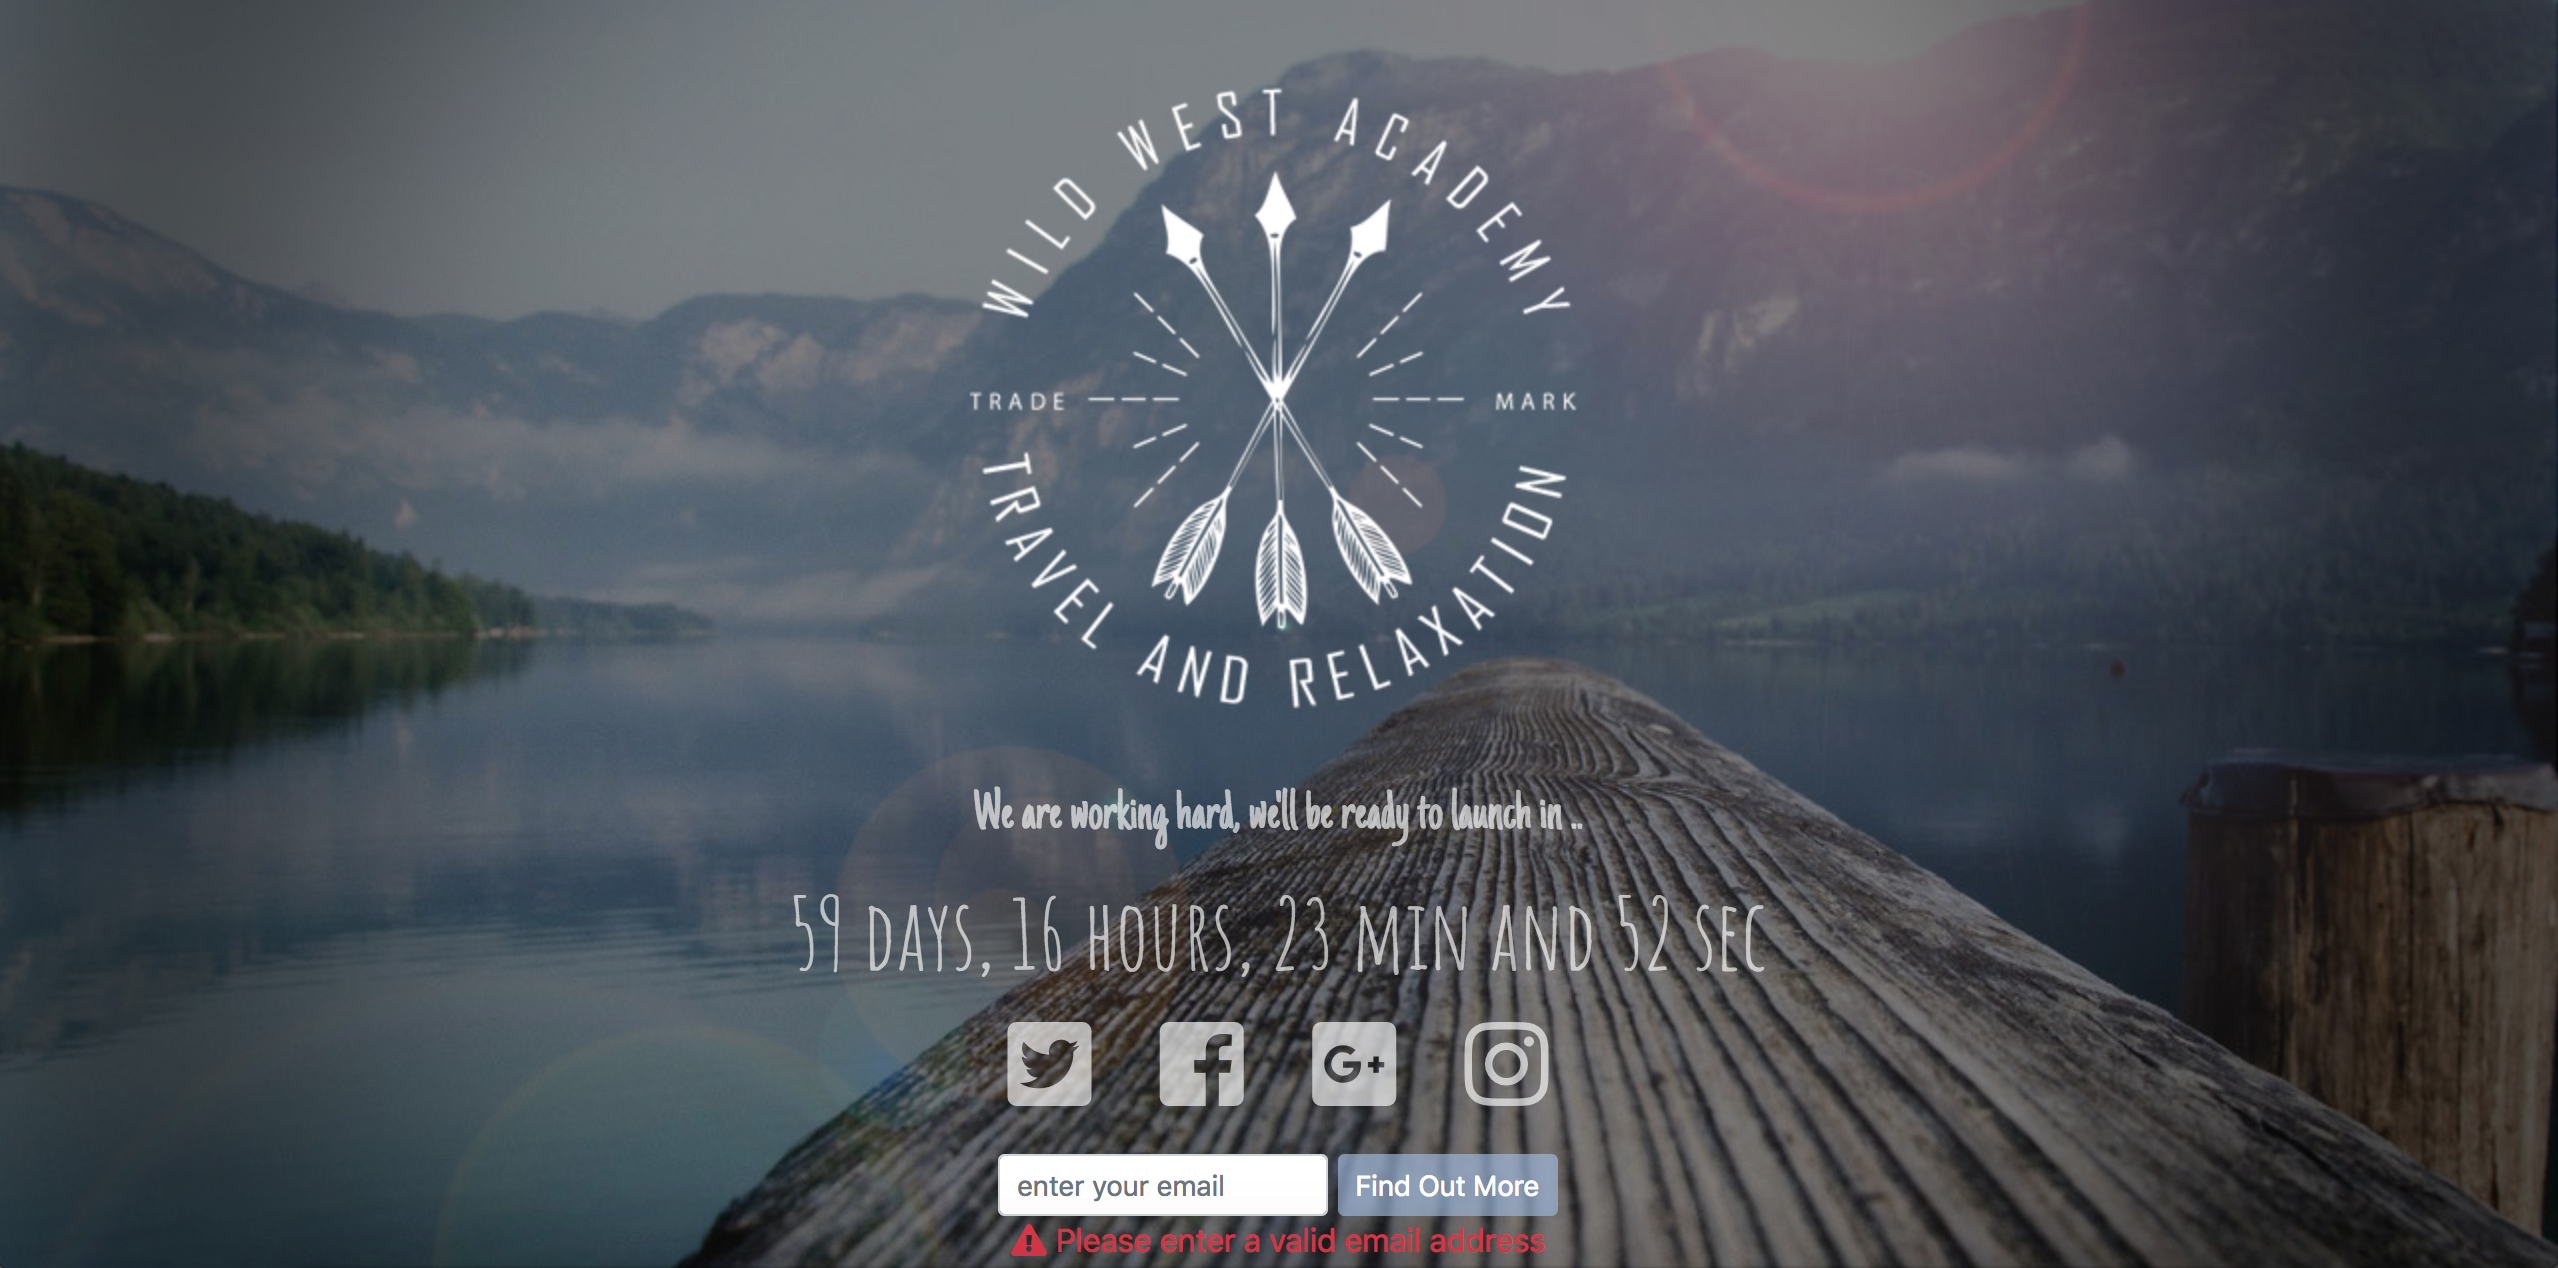 WILD WEST ACADEMY
TRADE MARK
TRAVEL AND RELAXATION
We are working hard, we'll be ready to launch in ..
59 DAYS, 16 HOURS, 23 MIN AND 52 SEC
G+
enter your email
Find Out More
Please enter a valid email address